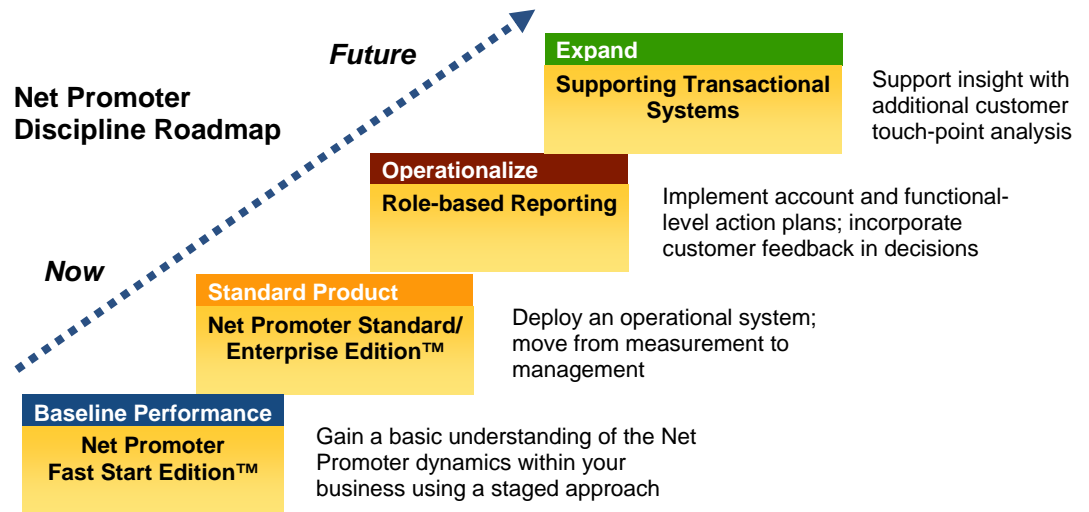 Net Promoter
Discipline Roadmap
Future
Now
Expand
Supporting Transactional
Systems
Support insight with
additional customer
touch-point analysis
Operationalize
Role-based Reporting
Implement account and functional-
level action plans; incorporate
customer feedback in decisions
Standard Product
Net Promoter Standard/
Enterprise Edition™
Deploy an operational system;
move from measurement to
management
Baseline Performance
Net Promoter
Fast Start Edition™
Gain a basic understanding of the Net
Promoter dynamics within your
business using a staged approach